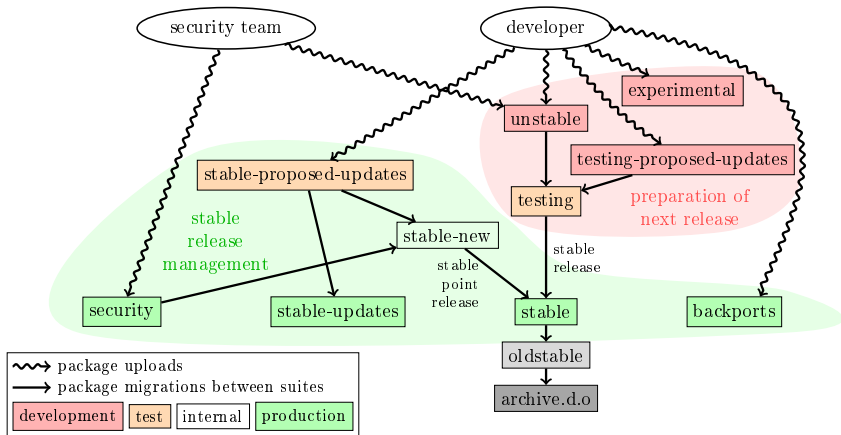 security team
developer
experimental
unstable
testing-proposed-updates
stable-proposed-updates
testing
preparation of
next release
stable
release
management
stable-new
stable
release
stable
point
release
security
stable-updates
stable
backports
oldstable
archive.d.o
package uploads
package migrations between suites
development
test
internal
production